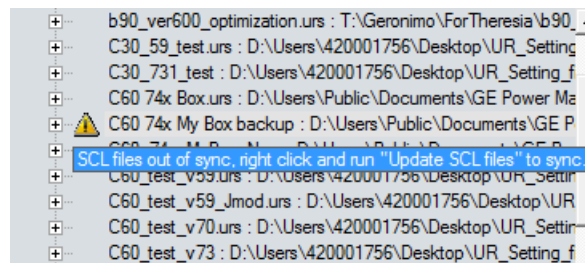 b90_ver600_optimization.urs : T:\Geronimo\ForTheresia\b90_
C30_59_test.urs : D:\Users\420001756\Desktop\UR_Setting
C30_731_test : D:\Users\420001756\Desktop\UR_Setting_f
C60 74x Box.urs : D:\Users\Public\Documents\GE Power Ma
C60 74x My Box backup : D:\Users\Public\Documents\GE P
SCL files out of sync, right click and run "Update SCL files" to sync.
C60_test_v59.urs : D:\Users\420001756\Desktop\UR_Settin
C60_test_v59_Jmod.urs : D:\Users\420001756\Desktop\UR
C60_test_v70.urs : D:\Users\420001756\Desktop\UR_Settin
C60_test_v73 : D:\Users\420001756\Desktop\UR_Setting_f